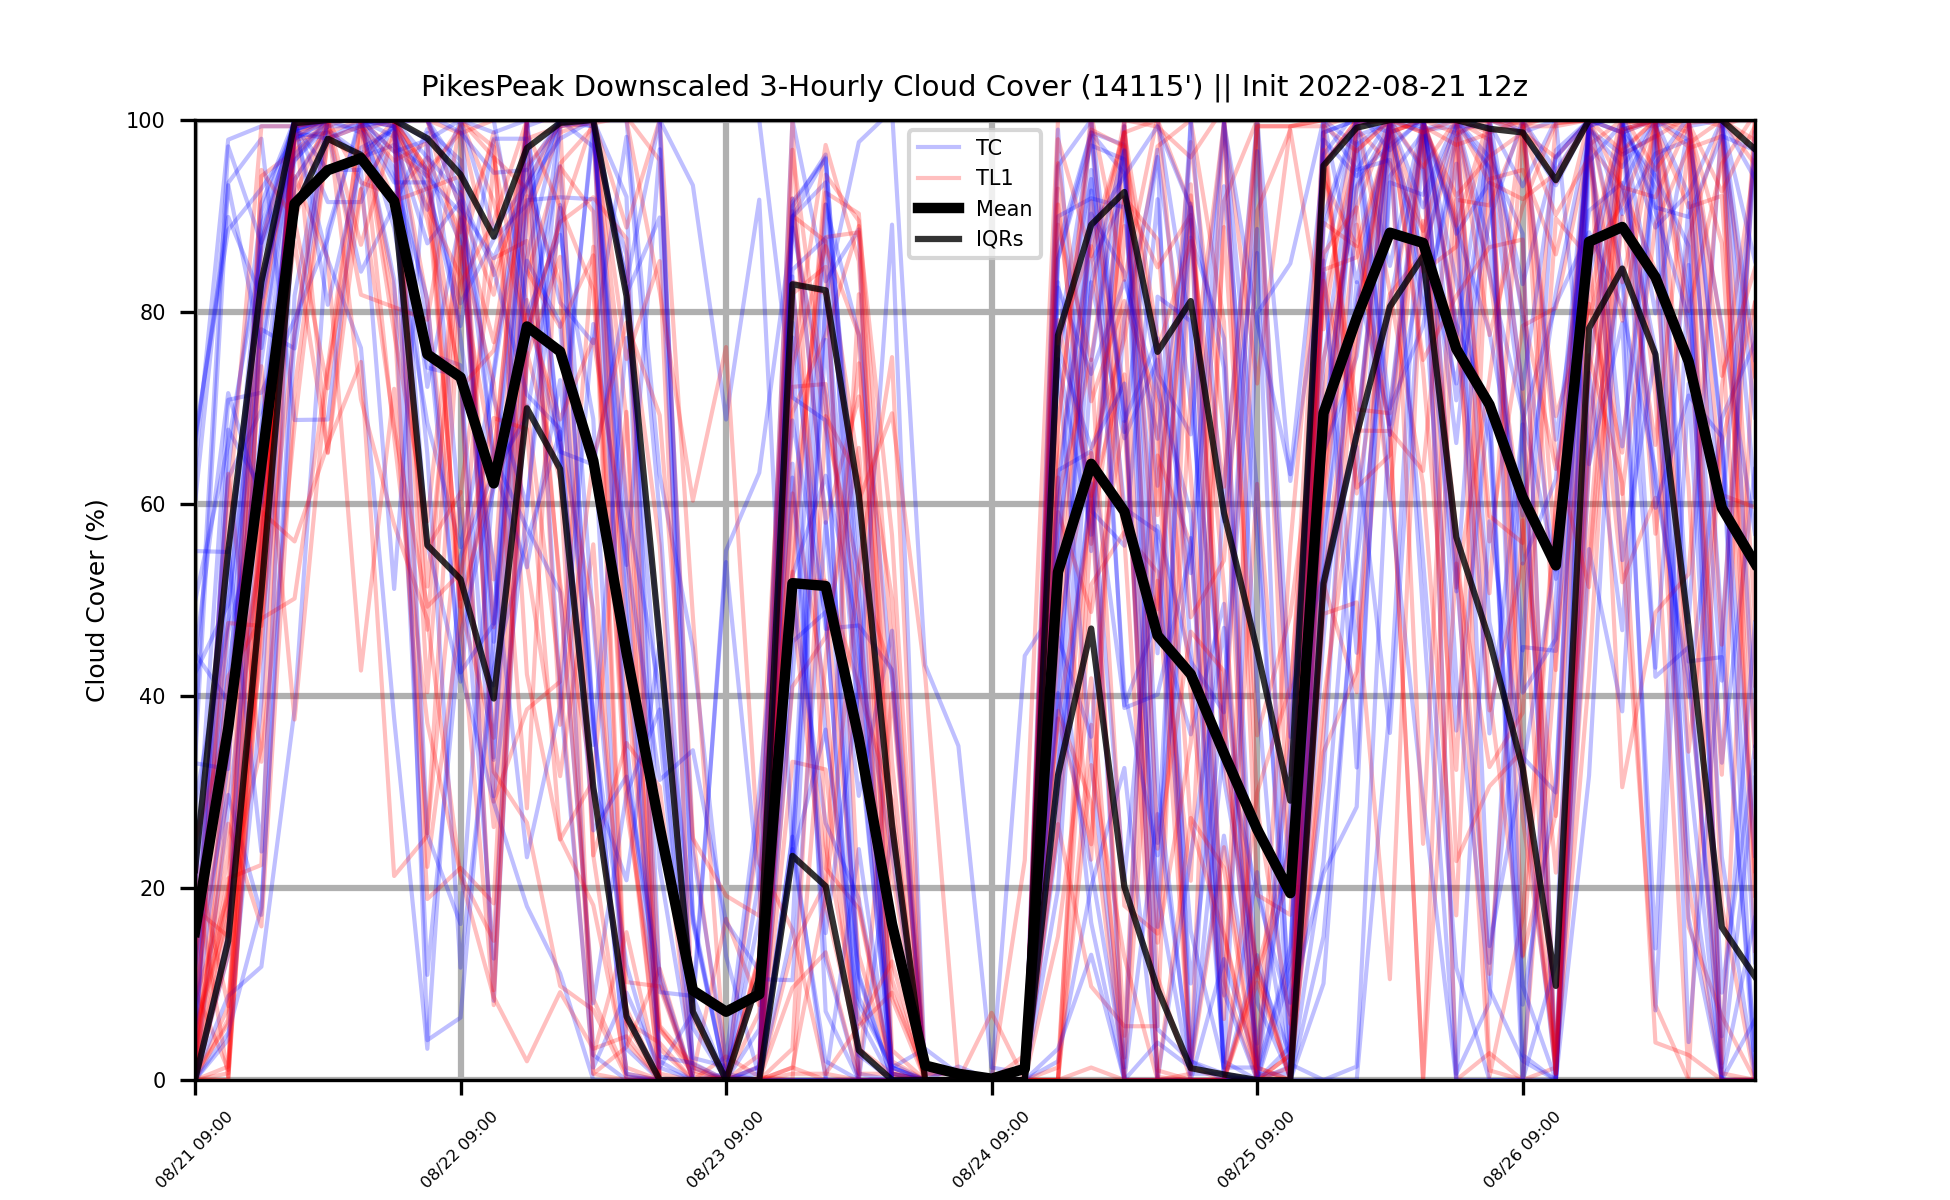 PikesPeak Downscaled 3-Hourly Cloud Cover (14115') || Init 2022-08-21 12z
TC
TL1
Mean
IQRs
Cloud Cover (%)
100
80
60
40
20
0
08/21 09:00
08/22 09:00
08/23 09:00
08/24 09:00
08/25 09:00
08/26 09:00